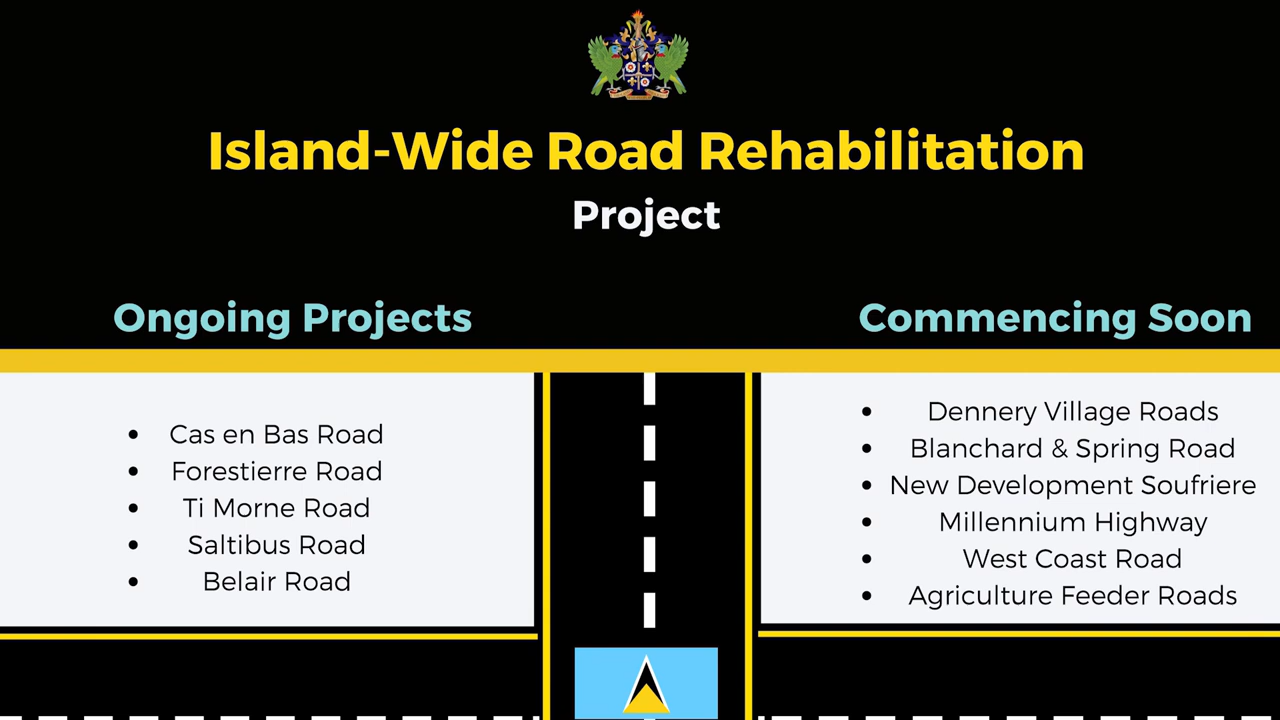 Island-Wide Road Rehabilitation
Project
Ongoing Projects
Cas en Bas Road
Forestierre Road
Ti Morne Road
Saltibus Road
Belair Road
Commencing Soon
Dennery Village Roads
Blanchard & Spring Road
New Development Soufriere
Millennium Highway
West Coast Road
Agriculture Feeder Roads